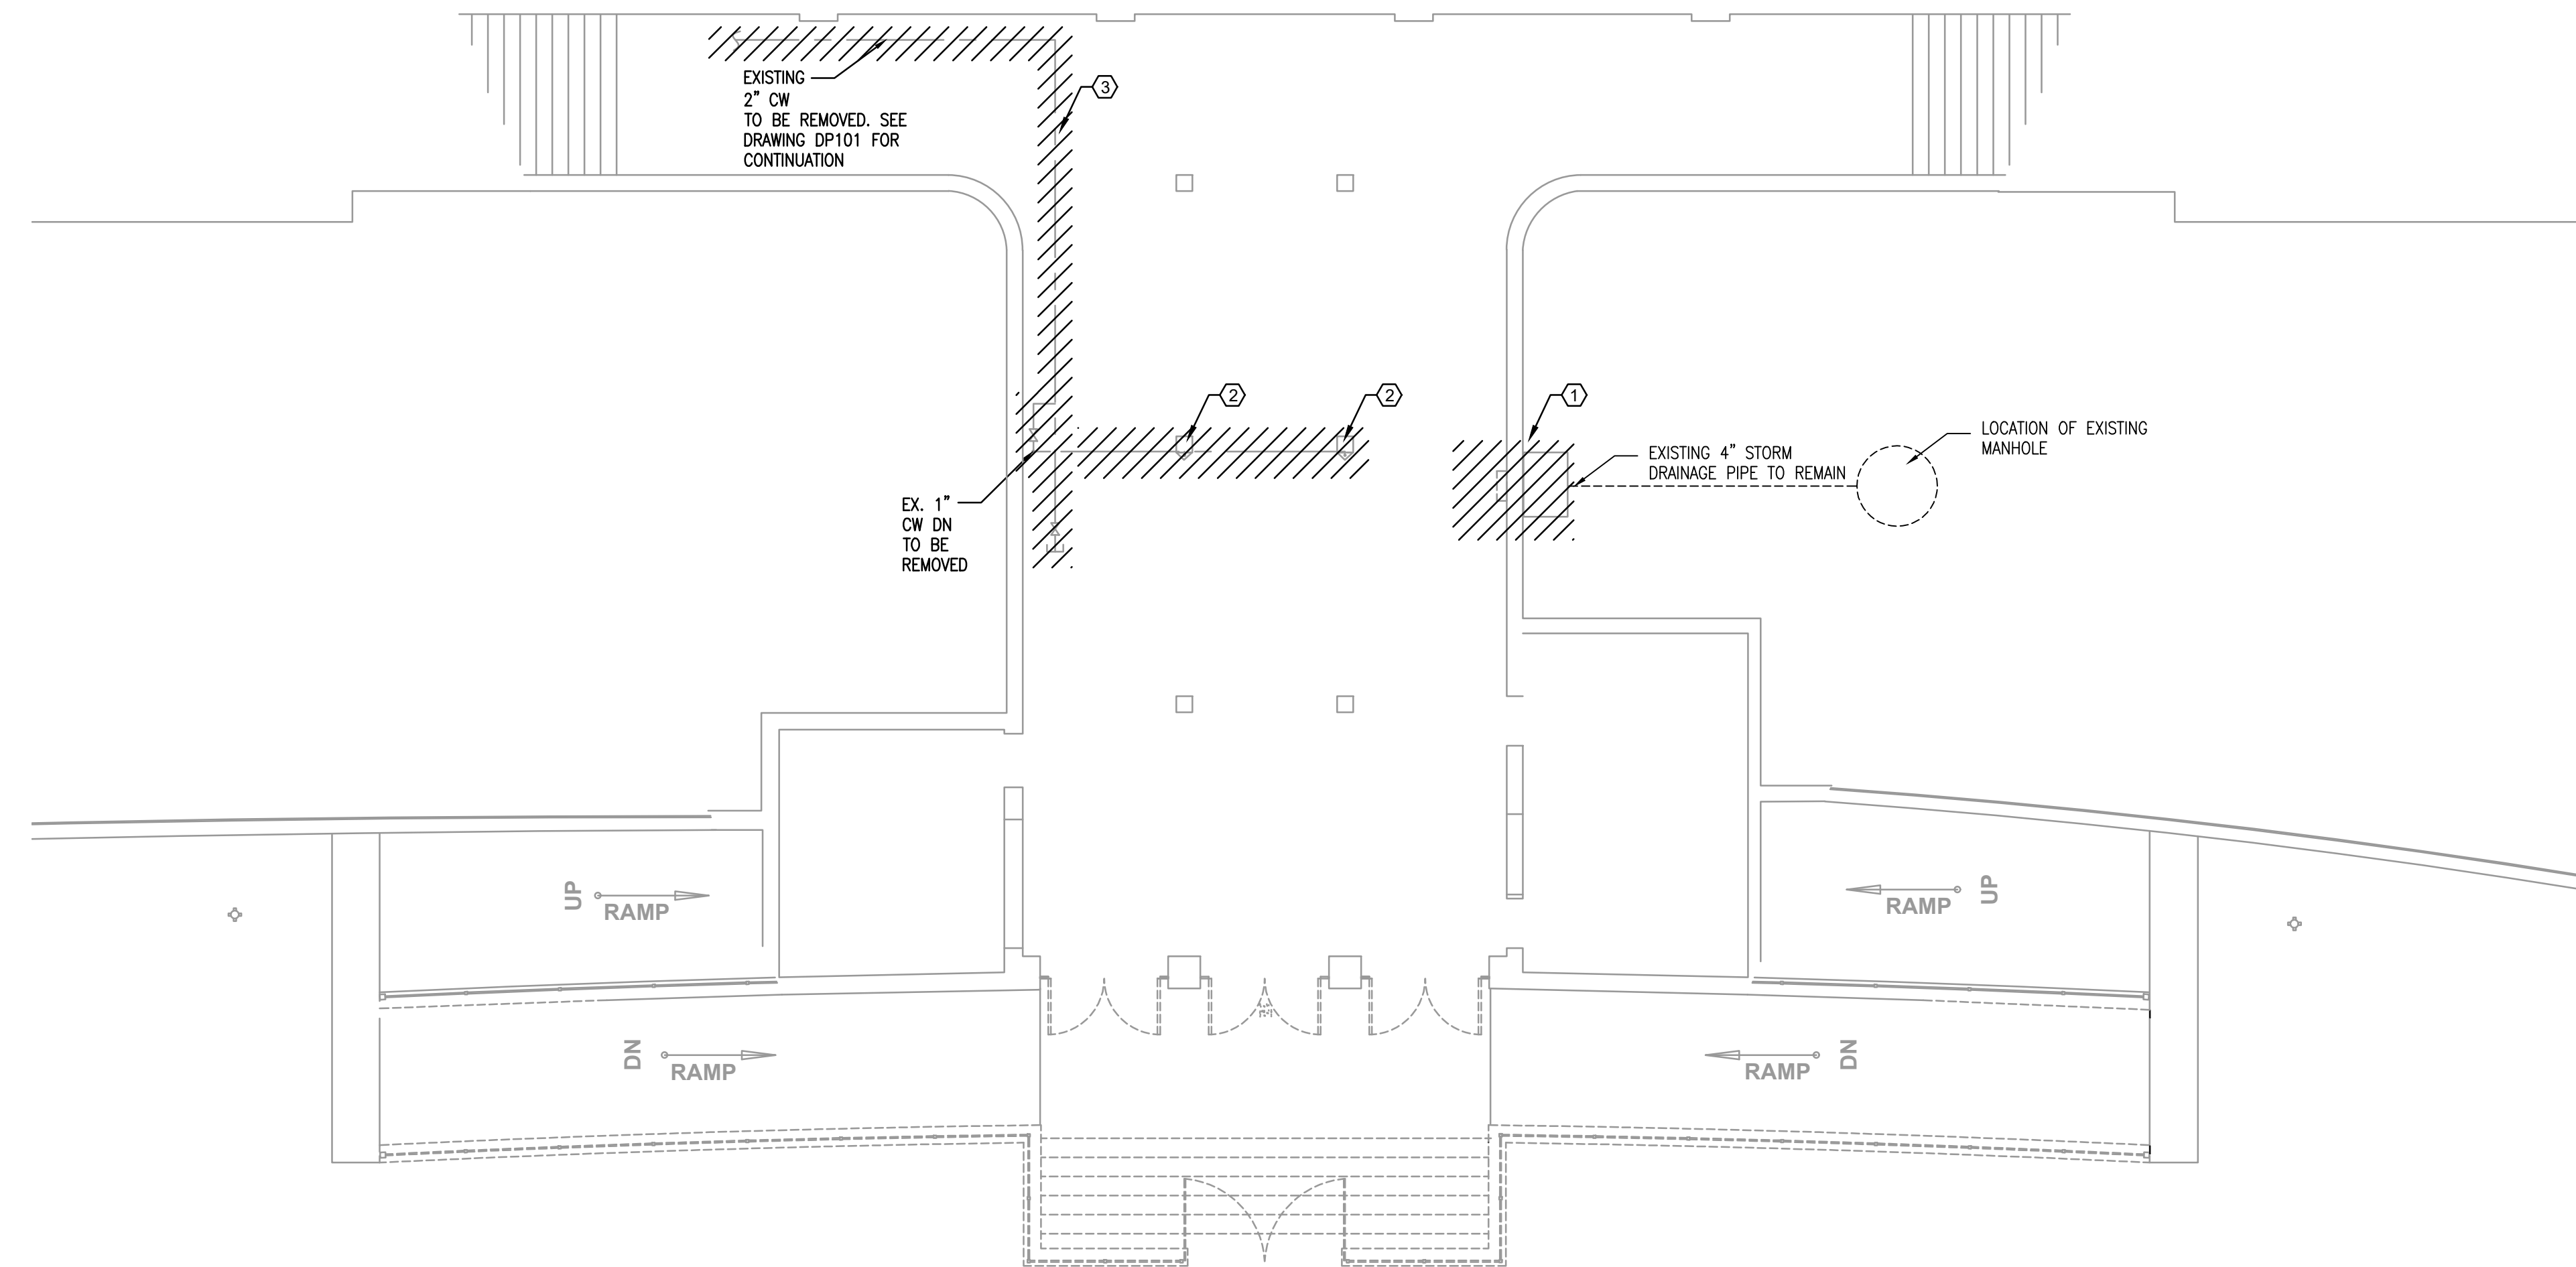 EXISTING
2" CW
TO BE REMOVED. SEE
DRAWING DP101 FOR
CONTINUATION
3
2
2
1
EXISTING 4" STORM
DRAINAGE PIPE TO REMAIN
LOCATION OF EXISTING
MANHOLE
EX. 1"
CW DN
TO BE
REMOVED
UP
RAMP
RAMP
UP
DN
RAMP
RAMP
DN